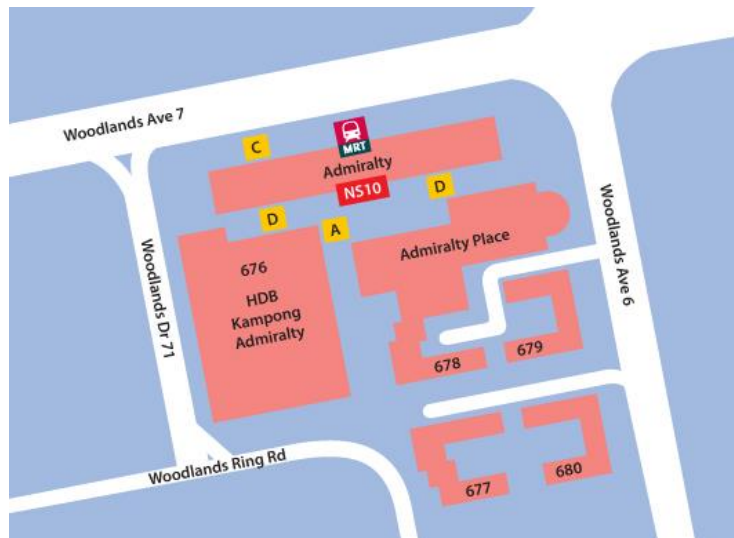 Woodlands Ave 7
C
MRT
Admiralty
NS10
D
D
A
Admiralty Place
Woodlands Ave 6
676
HDB
Kampong
Admiralty
Woodlands Dr 71
678
679
Woodlands Ring Rd
677
680